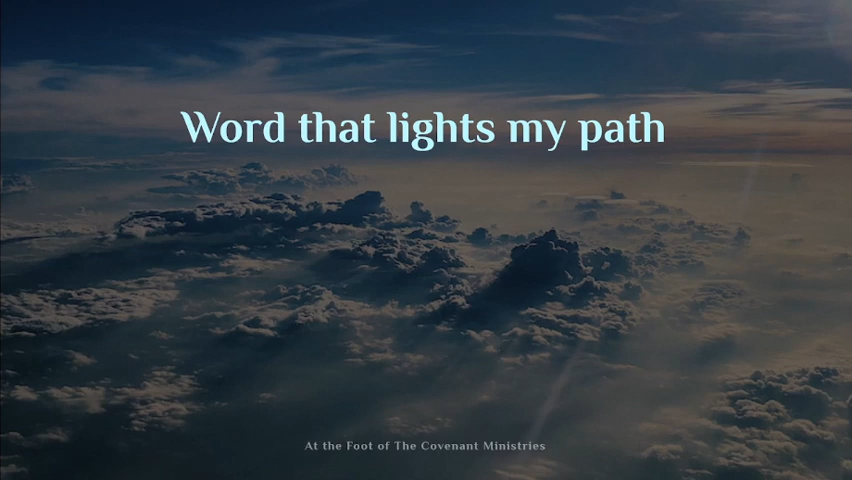 Word that lights my path
At the Foot of The Covenant Ministries